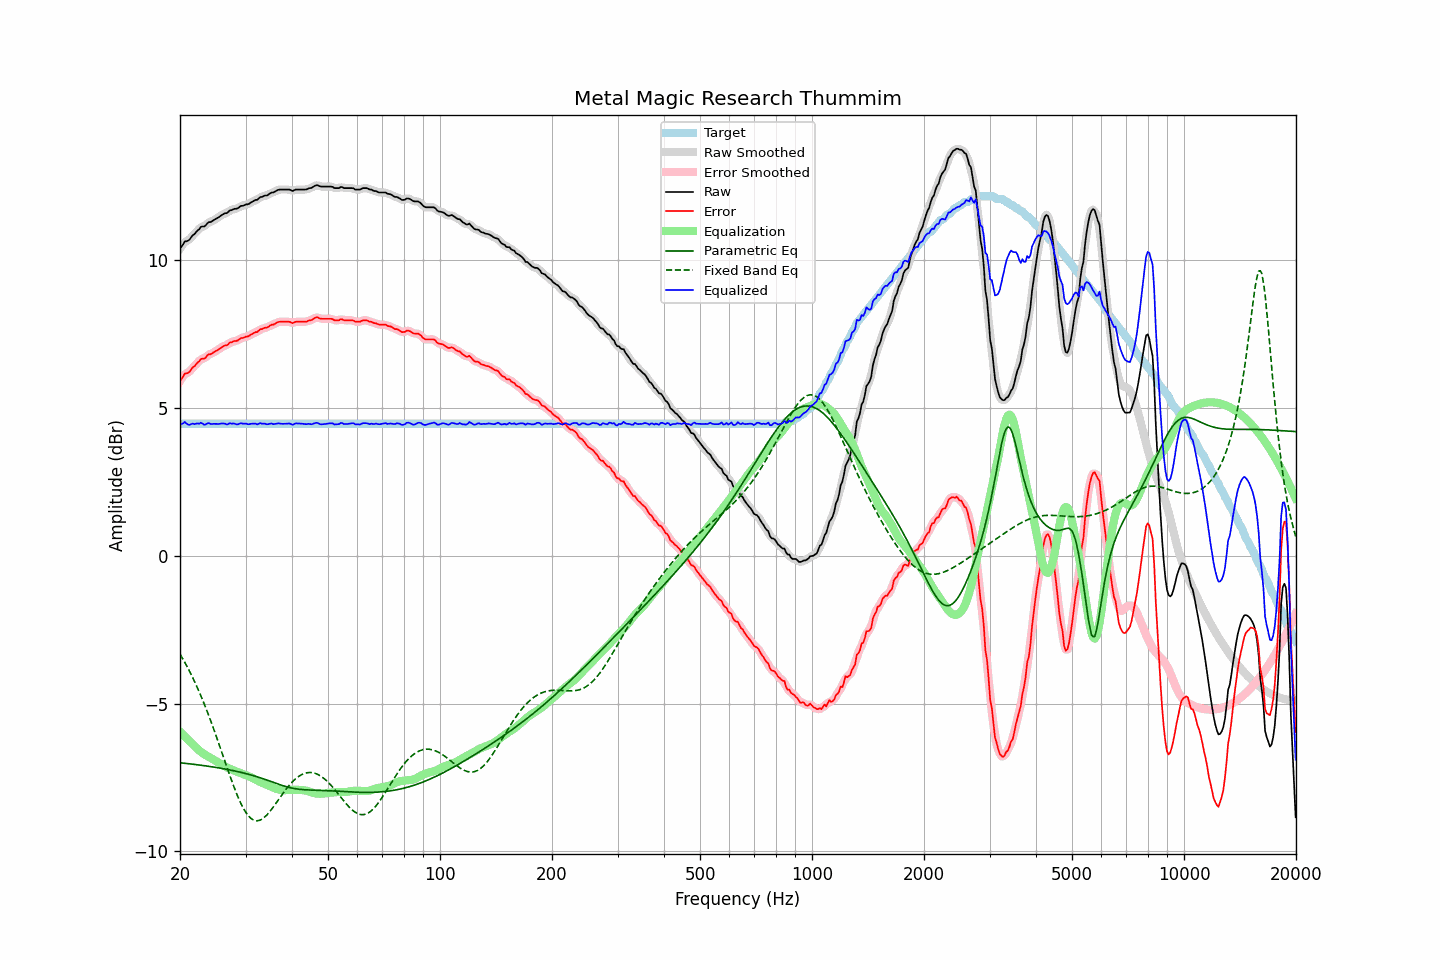 Metal Magic Research Thummim
Target
Raw Smoothed
Error Smoothed
Raw
Error
Equalization
Parametric Eq
Fixed Band Eq
Equalized
Amplitude (dBr)
10
5
0
−5
−10
20
50
100
200
500
1000
2000
5000
10000
20000
Frequency (Hz)